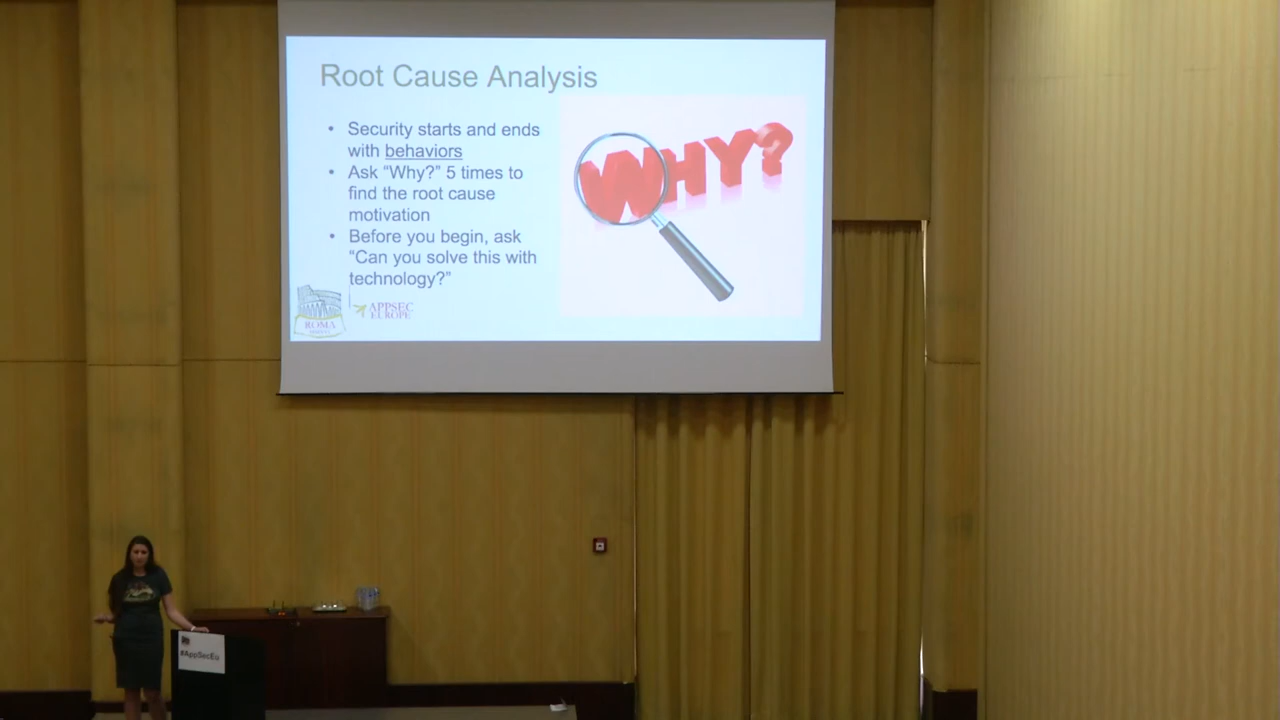 Root Cause Analysis
• Security starts and ends
with behaviors
• Ask “Why?” 5 times to
find the root cause
motivation
• Before you begin, ask
“Can you solve this with
technology?”
WHY?
ROMA
APPSEC
EUROPE
#AppSecEu